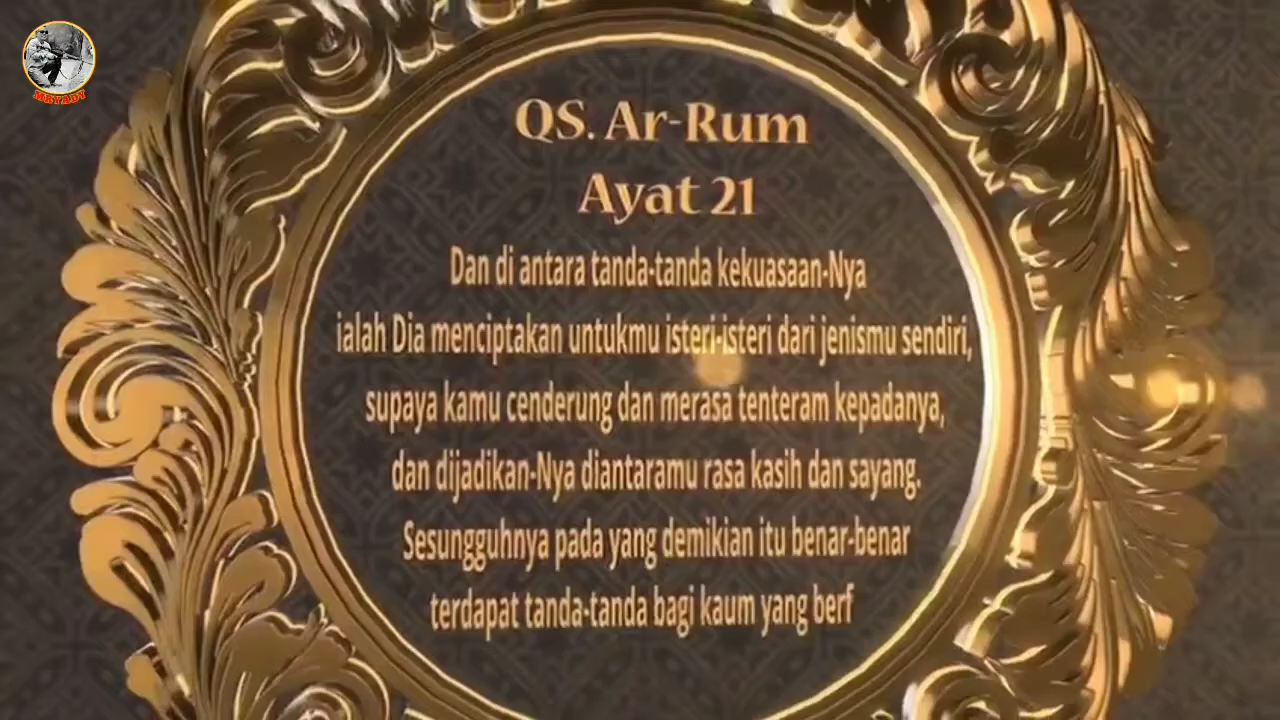 MRYADY
QS. Ar-Rum
Ayat 21
Dan di antara tanda-tanda kekuasaan-Nya
ialah Dia menciptakan untukmu isteri-isteri dari jenismu sendiri,
supaya kamu cenderung dan merasa tenteram kepadanya,
dan dijadikan-Nya diantaramu rasa kasih dan sayang.
Sesungguhnya pada yang demikian itu benar-benar
terdapat tanda-tanda bagi kaum yang berf